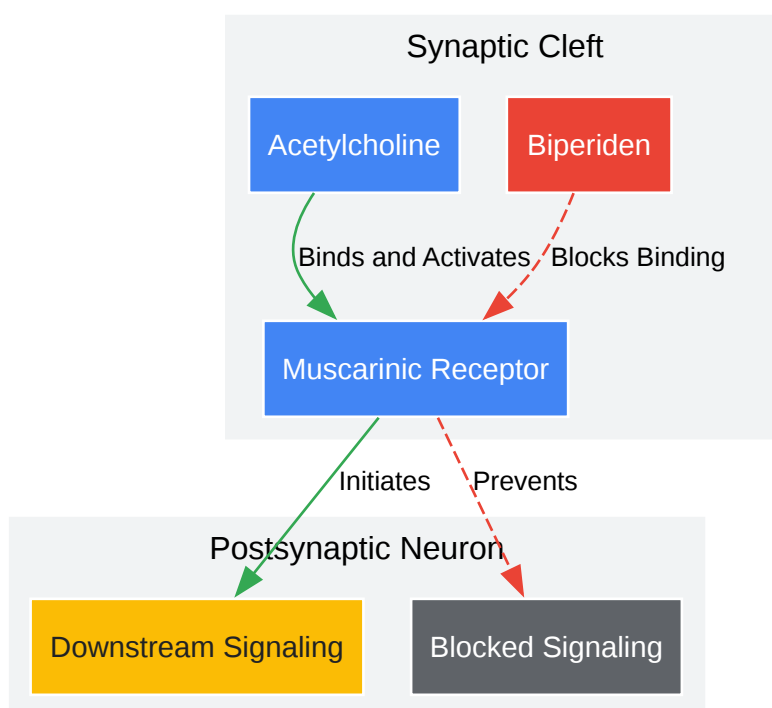 Synaptic Cleft
Acetylcholine
Biperiden
Binds and Activates
Blocks Binding
Muscarinic Receptor
Initiates
Prevents
Postsynaptic Neuron
Downstream Signaling
Blocked Signaling